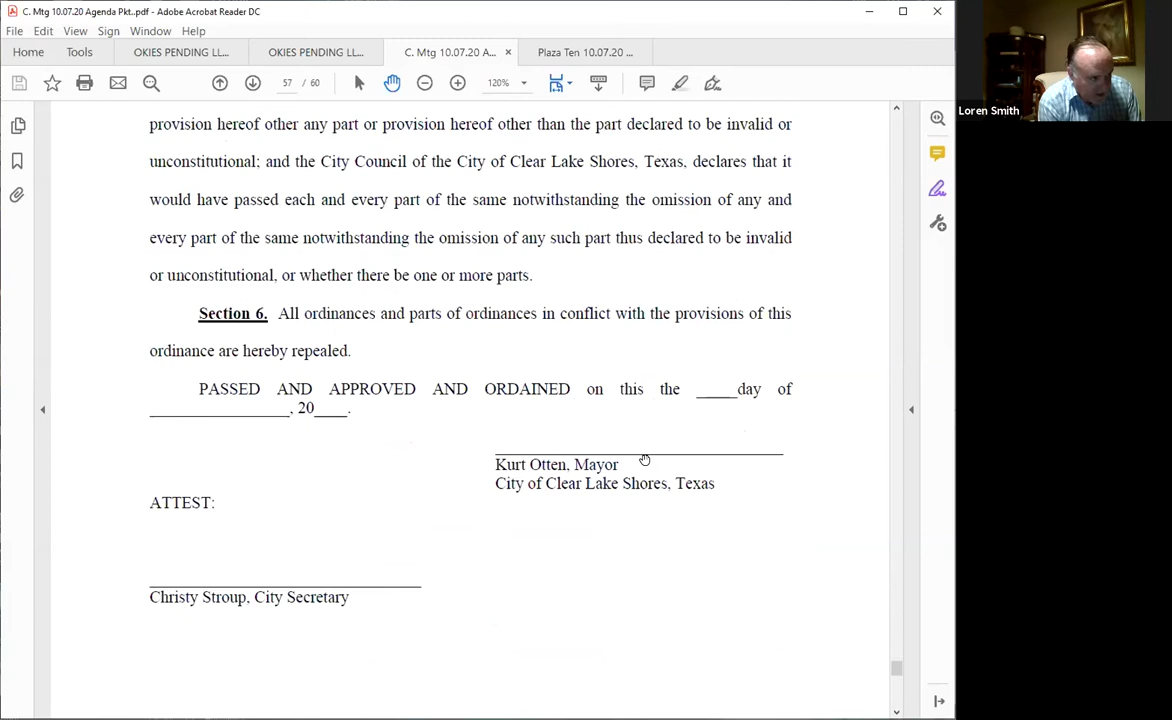 C. Mtg 10.07.20 Agenda Pkt..pdf - Adobe Acrobat Reader DC
File Edit View Sign Window Help
Home Tools OKIES PENDING LL... OKIES PENDING LL... C. Mtg 10.07.20 A... × Plaza Ten 10.07.20 ...
57 / 60 120%
Loren Smith
provision hereof other any part or provision hereof other than the part declared to be invalid or
unconstitutional; and the City Council of the City of Clear Lake Shores, Texas, declares that it
would have passed each and every part of the same notwithstanding the omission of any and
every part of the same notwithstanding the omission of any such part thus declared to be invalid
or unconstitutional, or whether there be one or more parts.
Section 6. All ordinances and parts of ordinances in conflict with the provisions of this
ordinance are hereby repealed.
PASSED AND APPROVED AND ORDAINED on this the _____day of
_________________, 20____.
Kurt Otten, Mayor
City of Clear Lake Shores, Texas
ATTEST:
Christy Stroup, City Secretary